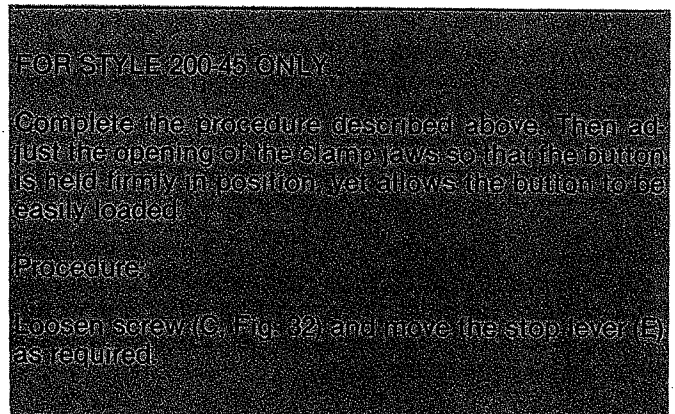 FOR STYLE 200-45 ONLY
Complete the procedure described above. Then ad-
just the opening of the clamp jaws so that the button
is held firmly in position, yet allows the button to be
easily loaded.
Procedure:
Loosen screw (C, Fig. 32) and move the stop lever (E)
as required.